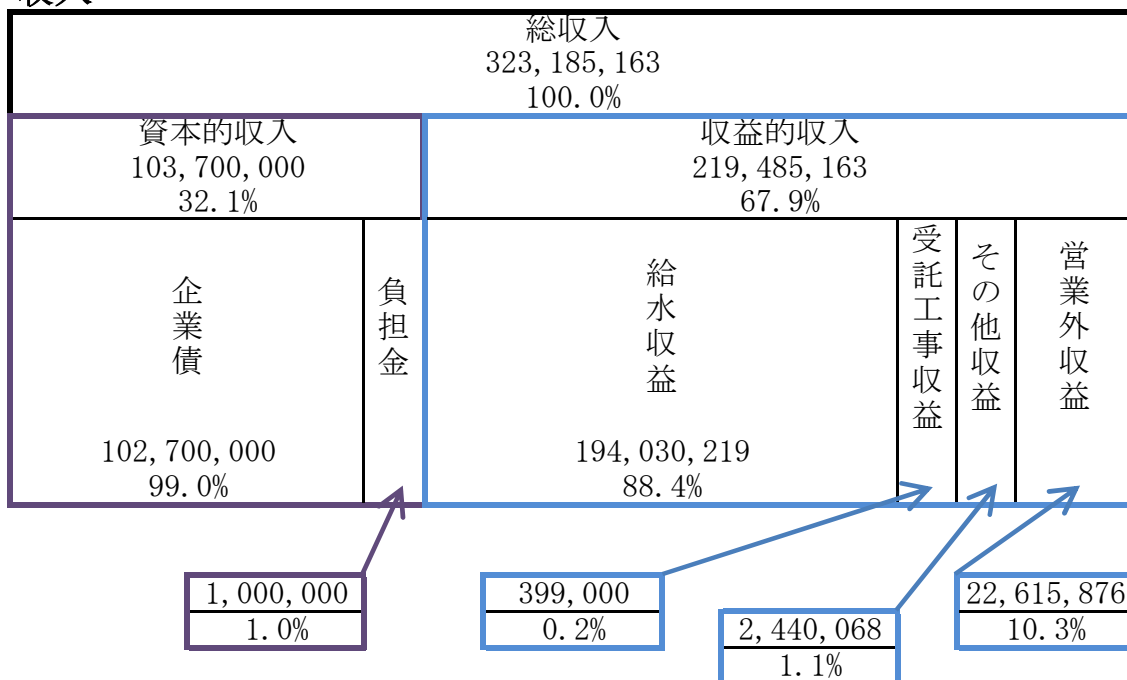 収入
総収入
323,185,163
100.0%
資本的収入
103,700,000
32.1%
収益的収入
219,485,163
67.9%
企業債
102,700,000
99.0%
負担金
給水収益
194,030,219
88.4%
受託工事収益
その他収益
営業外収益
1,000,000
1.0%
399,000
0.2%
2,440,068
1.1%
22,615,876
10.3%